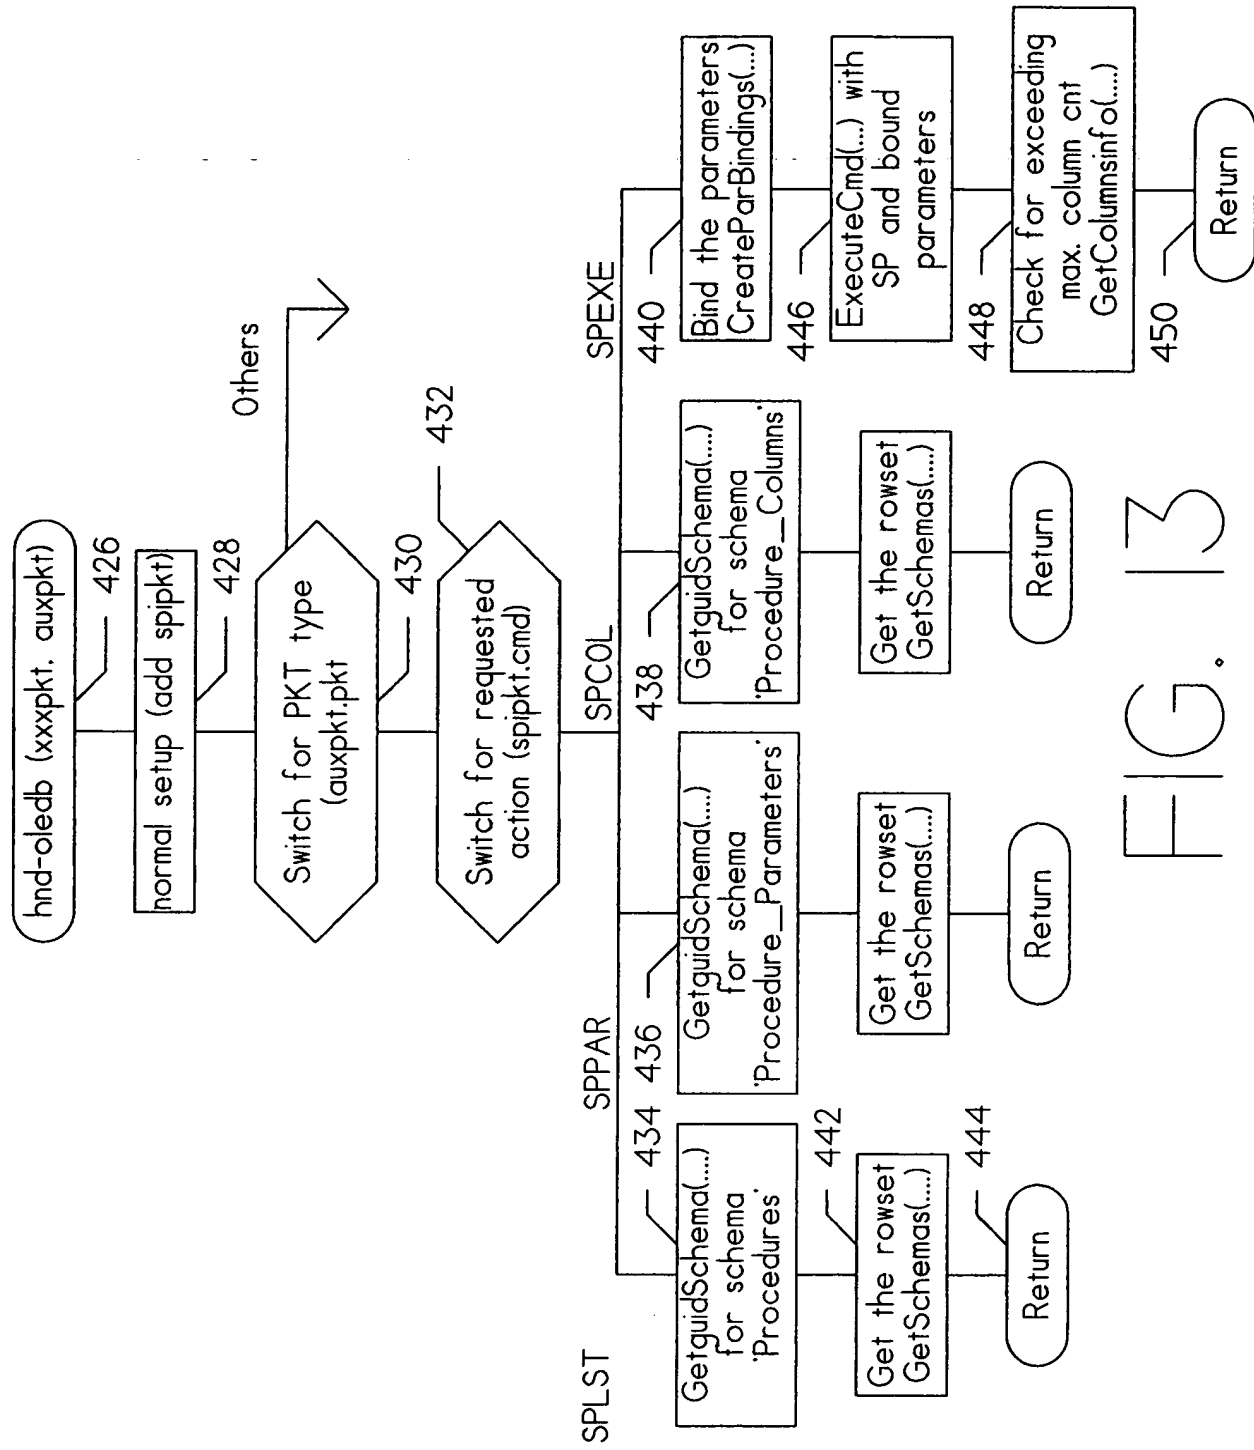 hnd-oledb (xxxpkt. auxpkt)
426
normal setup (add spipkt)
428
Switch for PKT type
(auxpkt.pkt
Others
430
432
Switch for requested
action (spipkt.cmd)
SPLST
SPPAR
SPCOL
SPEXE
434
GetguidSchema(....)
for schema
'Procedures'
442
Get the rowset
GetSchemas(....)
444
Return
436
GetguidSchema(....)
for schema
'Procedure_Parameters'
Get the rowset
GetSchemas(....)
Return
438
GetguidSchema(....)
for schema
'Procedure_Columns'
Get the rowset
GetSchemas(....)
Return
440
Bind the parameters
CreateParBindings(...)
446
ExecuteCmd(...) with
SP and bound
parameters
448
Check for exceeding
max. column cnt
GetColumnsinfo(....)
450
Return
FIG. 13